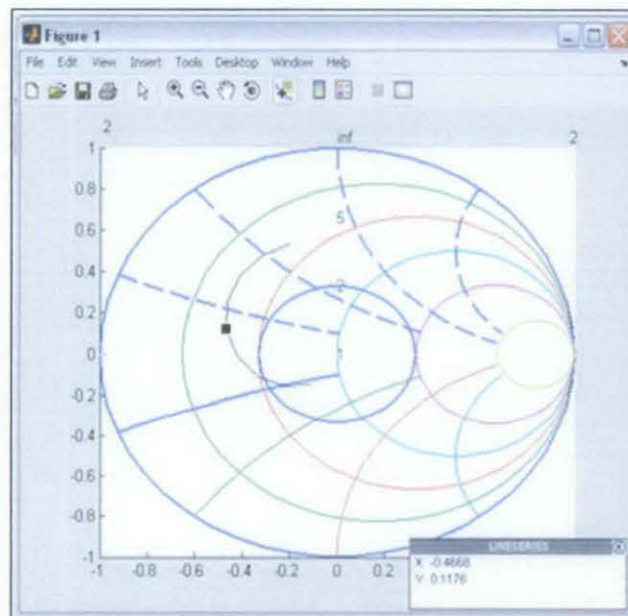 Figure 1
File Edit View Insert Tools Desktop Window Help
2 inf 2
1
0.8
0.6
0.4
0.2
0
-0.2
-0.4
-0.6
-0.8
-1
5
2
1
-1 -0.8 -0.6 -0.4 -0.2 0 0.2
LINESERIES
X -0.4668
Y 0.1176